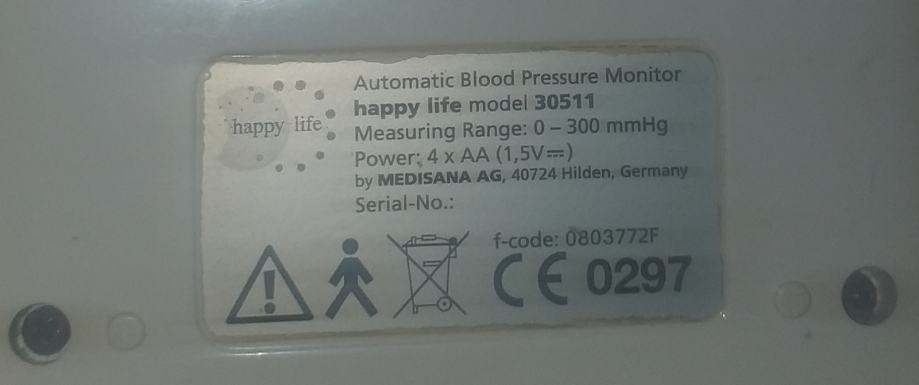 happy life
Automatic Blood Pressure Monitor
happy life model 30511
Measuring Range: 0 – 300 mmHg
Power: 4 x AA (1,5V⎓)
by MEDISANA AG, 40724 Hilden, Germany
Serial-No.:
f-code: 0803772F
CE 0297